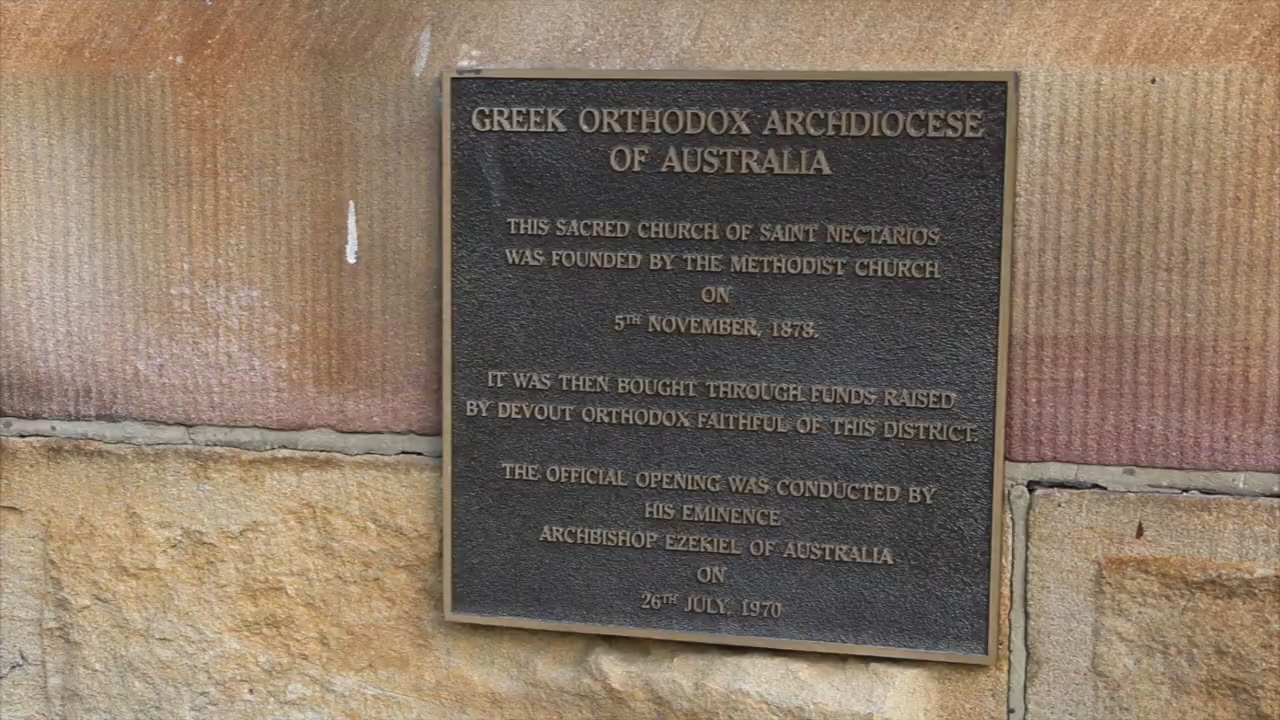 GREEK ORTHODOX ARCHDIOCESE
OF AUSTRALIA
THIS SACRED CHURCH OF SAINT NECTARIOS
WAS FOUNDED BY THE METHODIST CHURCH
ON
5TH NOVEMBER, 1878.
IT WAS THEN BOUGHT THROUGH FUNDS RAISED
BY DEVOUT ORTHODOX FAITHFUL OF THIS DISTRICT.
THE OFFICIAL OPENING WAS CONDUCTED BY
HIS EMINENCE
ARCHBISHOP EZEKIEL OF AUSTRALIA
ON
26TH JULY, 1970